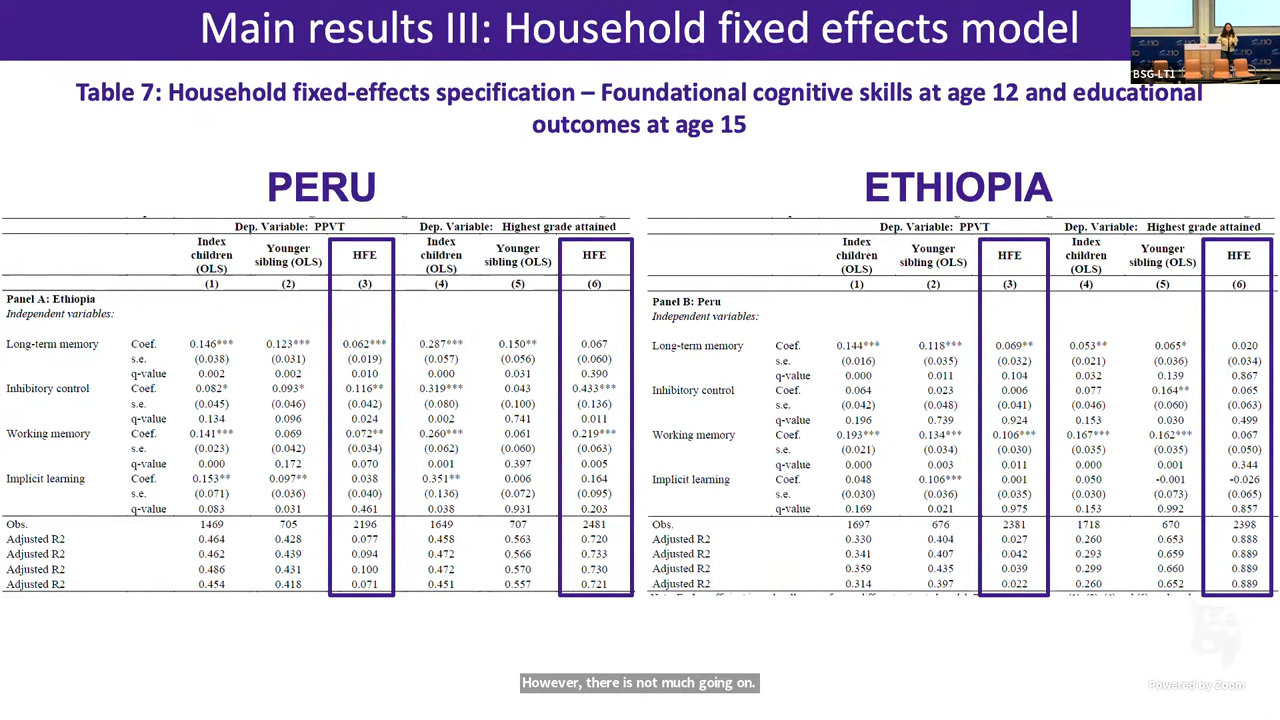 Main results III: Household fixed effects model
BSG-LT1
Table 7: Household fixed-effects specification – Foundational cognitive skills at age 12 and educational
outcomes at age 15
PERU
Dep. Variable: PPVT Dep. Variable: Highest grade attained
Index children (OLS) Younger sibling (OLS) HFE Index children (OLS) Younger sibling (OLS) HFE
(1) (2) (3) (4) (5) (6)
Panel A: Ethiopia
Independent variables:
Long-term memory Coef. 0.146*** 0.123*** 0.062*** 0.287*** 0.150** 0.067
s.e. (0.038) (0.031) (0.019) (0.057) (0.056) (0.060)
q-value 0.002 0.002 0.010 0.000 0.031 0.390
Inhibitory control Coef. 0.082* 0.093* 0.116** 0.319*** 0.043 0.433***
s.e. (0.045) (0.046) (0.042) (0.080) (0.100) (0.136)
q-value 0.134 0.096 0.024 0.002 0.741 0.011
Working memory Coef. 0.141*** 0.069 0.072** 0.260*** 0.061 0.219***
s.e. (0.023) (0.042) (0.034) (0.062) (0.060) (0.063)
q-value 0.000 0.172 0.070 0.001 0.397 0.005
Implicit learning Coef. 0.153** 0.097** 0.038 0.351** 0.006 0.164
s.e. (0.071) (0.036) (0.040) (0.136) (0.072) (0.095)
q-value 0.083 0.031 0.461 0.038 0.931 0.203
Obs. 1469 705 2196 1649 707 2481
Adjusted R2 0.464 0.428 0.077 0.458 0.563 0.720
Adjusted R2 0.462 0.439 0.094 0.472 0.566 0.733
Adjusted R2 0.486 0.431 0.100 0.472 0.570 0.730
Adjusted R2 0.454 0.418 0.071 0.451 0.557 0.721
ETHIOPIA
Dep. Variable: PPVT Dep. Variable: Highest grade attained
Index children (OLS) Younger sibling (OLS) HFE Index children (OLS) Younger sibling (OLS) HFE
(1) (2) (3) (4) (5) (6)
Panel B: Peru
Independent variables:
Long-term memory Coef. 0.144*** 0.118*** 0.069** 0.053** 0.065* 0.020
s.e. (0.016) (0.035) (0.032) (0.021) (0.036) (0.034)
q-value 0.000 0.011 0.104 0.032 0.139 0.867
Inhibitory control Coef. 0.064 0.023 0.006 0.077 0.164** 0.065
s.e. (0.042) (0.048) (0.041) (0.046) (0.060) (0.063)
q-value 0.196 0.739 0.924 0.153 0.030 0.499
Working memory Coef. 0.193*** 0.134*** 0.106*** 0.167*** 0.162*** 0.067
s.e. (0.021) (0.034) (0.030) (0.035) (0.035) (0.050)
q-value 0.000 0.003 0.011 0.000 0.001 0.344
Implicit learning Coef. 0.048 0.106*** 0.001 0.050 -0.001 -0.026
s.e. (0.030) (0.036) (0.035) (0.030) (0.073) (0.065)
q-value 0.169 0.021 0.975 0.153 0.992 0.857
Obs. 1697 676 2381 1718 670 2398
Adjusted R2 0.330 0.404 0.027 0.260 0.653 0.888
Adjusted R2 0.341 0.407 0.042 0.293 0.659 0.889
Adjusted R2 0.359 0.435 0.039 0.299 0.660 0.889
Adjusted R2 0.314 0.397 0.022 0.260 0.652 0.889
However, there is not much going on.
Powered by Zoom